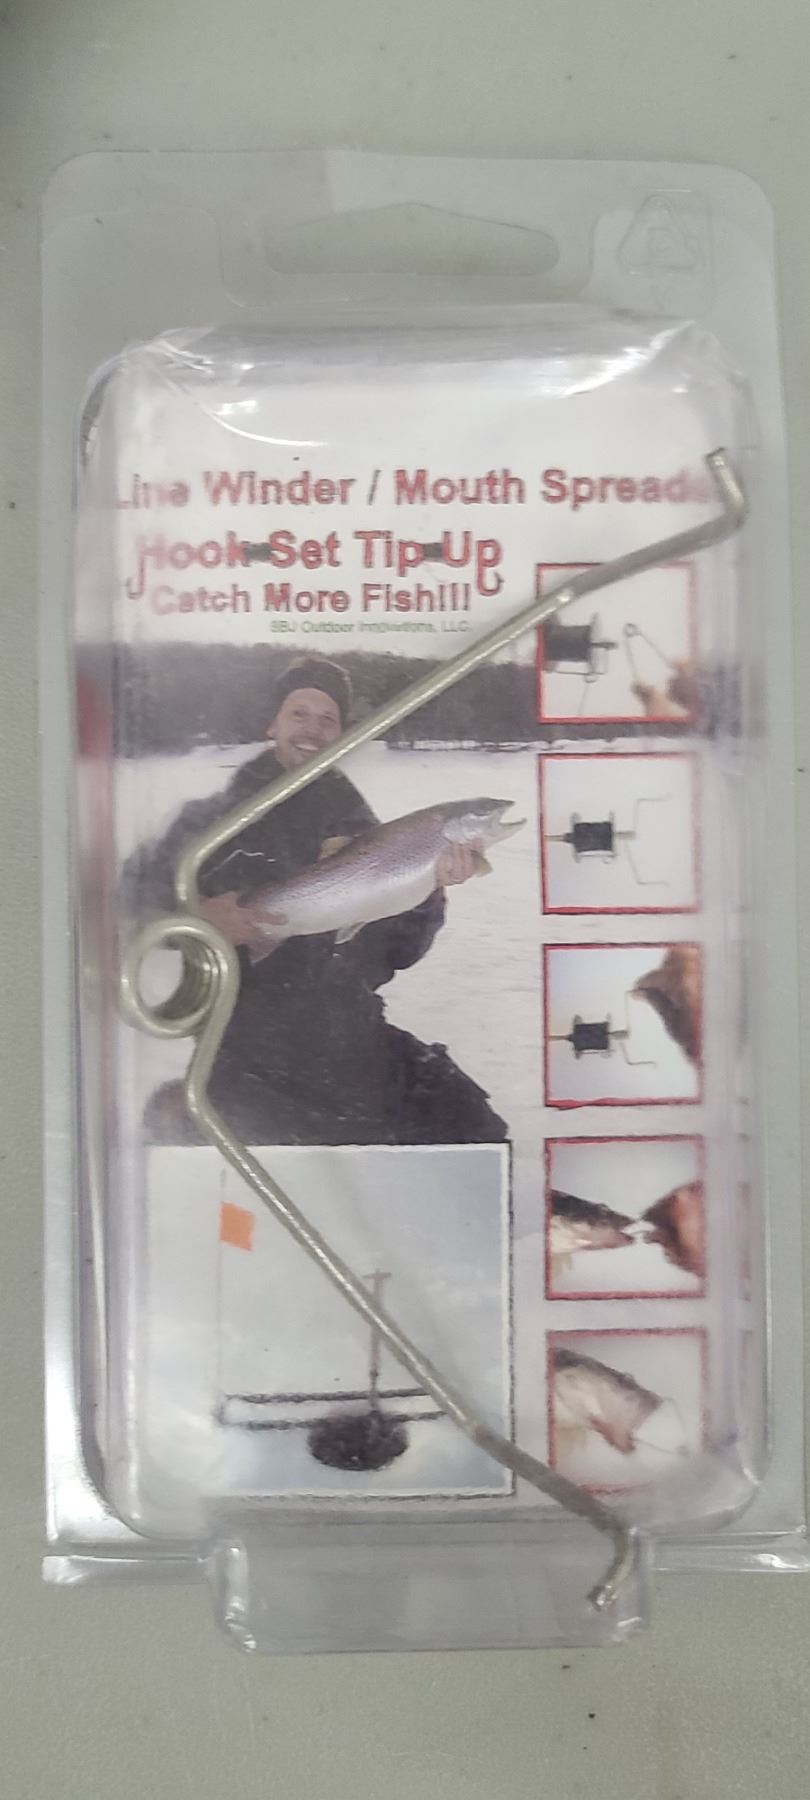 Line Winder / Mouth Spreader
Hook Set Tip Up
Catch More Fish!!!
SBJ Outdoor Innovations, LLC.